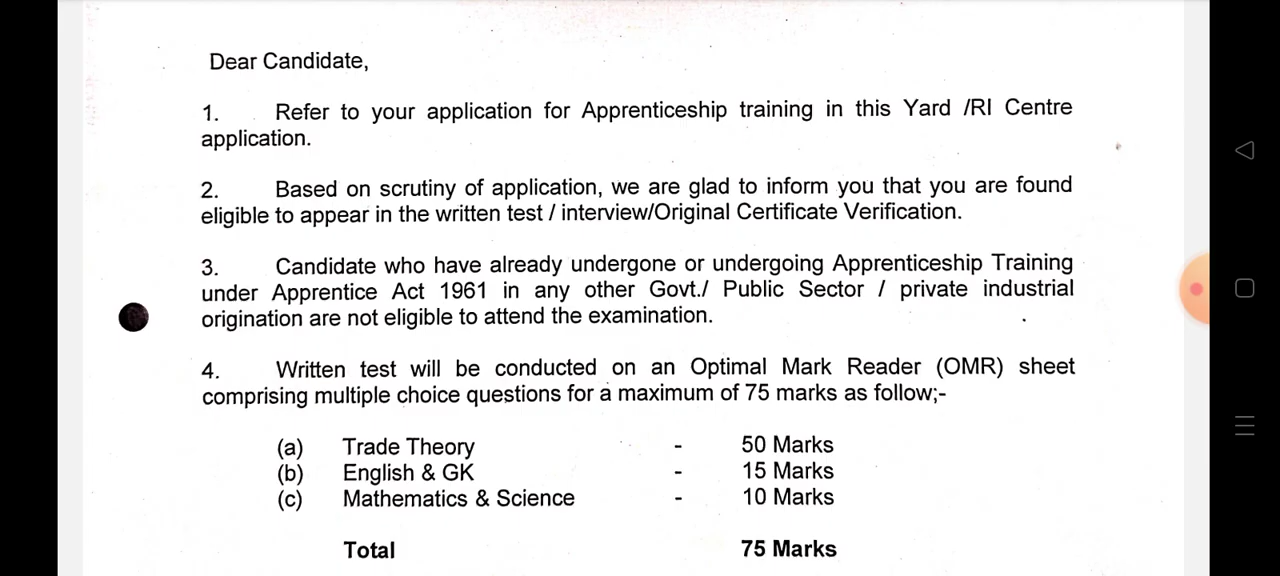 Dear Candidate,
1. Refer to your application for Apprenticeship training in this Yard /RI Centre
application.
2. Based on scrutiny of application, we are glad to inform you that you are found
eligible to appear in the written test / interview/Original Certificate Verification.
3. Candidate who have already undergone or undergoing Apprenticeship Training
under Apprentice Act 1961 in any other Govt./ Public Sector / private industrial
origination are not eligible to attend the examination.
4. Written test will be conducted on an Optimal Mark Reader (OMR) sheet
comprising multiple choice questions for a maximum of 75 marks as follow;-
(a) Trade Theory - 50 Marks
(b) English & GK - 15 Marks
(c) Mathematics & Science - 10 Marks
Total 75 Marks